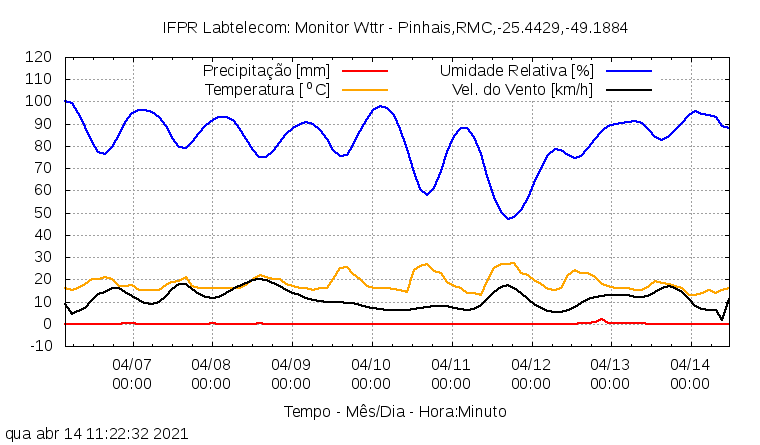 IFPR Labtelecom: Monitor Wttr - Pinhais,RMC,-25.4429,-49.1884
Precipitação [mm] Umidade Relativa [%]
Temperatura [ °C] Vel. do Vento [km/h]
120
110
100
90
80
70
60
50
40
30
20
10
0
-10
04/07 04/08 04/09 04/10 04/11 04/12 04/13 04/14
00:00 00:00 00:00 00:00 00:00 00:00 00:00 00:00
Tempo - Mês/Dia - Hora:Minuto
qua abr 14 11:22:32 2021